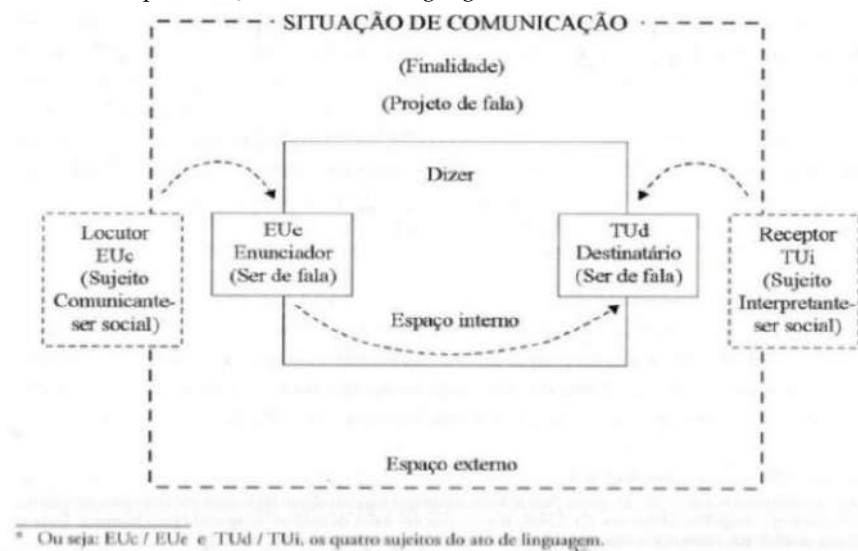 SITUAÇÃO DE COMUNICAÇÃO
(Finalidade)
(Projeto de fala)
Dizer
Locutor
EUc
(Sujeito
Comunicante-
ser social)
EUe
Enunciador
(Ser de fala)
TUd
Destinatário
(Ser de fala)
Receptor
TUi
(Sujeito
Interpretante-
ser social)
Espaço interno
Espaço externo
* Ou seja: EUc / EUe e TUd / TUi, os quatro sujeitos do ato de linguagem.